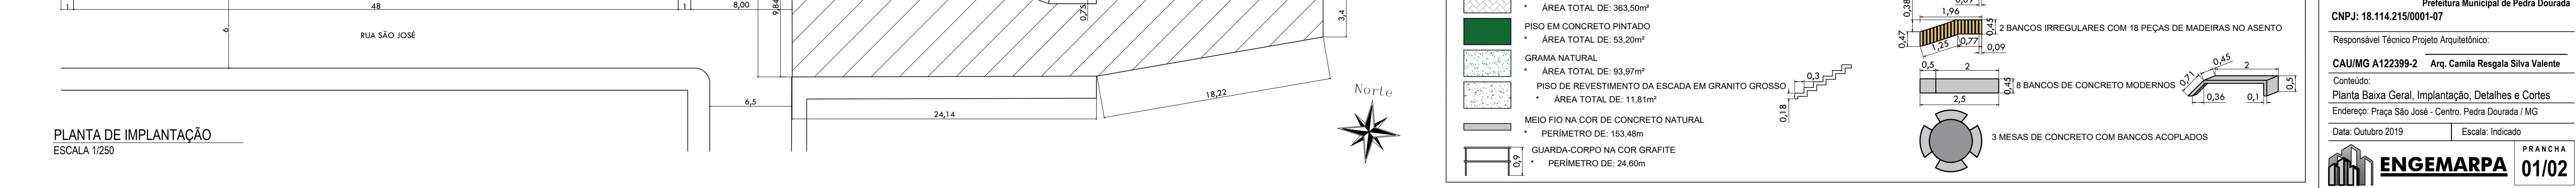 1
48
1
8,00
9,84
0,75
3,4
6
RUA SÃO JOSÉ
6,5
24,14
18,22
Norte
PLANTA DE IMPLANTAÇÃO
ESCALA 1/250
* ÁREA TOTAL DE: 363,50m²
PISO EM CONCRETO PINTADO
* ÁREA TOTAL DE: 53,20m²
GRAMA NATURAL
* ÁREA TOTAL DE: 93,97m²
PISO DE REVESTIMENTO DA ESCADA EM GRANITO GROSSO
* ÁREA TOTAL DE: 11,81m²
0,3
0,18
MEIO FIO NA COR DE CONCRETO NATURAL
* PERÍMETRO DE: 153,48m
GUARDA-CORPO NA COR GRAFITE
* PERÍMETRO DE: 24,60m
0,9
0,38
1,96
0,45
0,47
1,25
0,77
0,09
2 BANCOS IRREGULARES COM 18 PEÇAS DE MADEIRAS NO ASENTO
0,5
2
0,45
2,5
8 BANCOS DE CONCRETO MODERNOS
0,71
0,45
2
0,5
0,36
0,1
3 MESAS DE CONCRETO COM BANCOS ACOPLADOS
Prefeitura Municipal de Pedra Dourada
CNPJ: 18.114.215/0001-07
Responsável Técnico Projeto Arquitetônico:
CAU/MG A122399-2 Arq. Camila Resgala Silva Valente
Conteúdo:
Planta Baixa Geral, Implantação, Detalhes e Cortes
Endereço: Praça São José - Centro. Pedra Dourada / MG
Data: Outubro 2019 Escala: Indicado
ENGEMARPA
PRANCHA
01/02